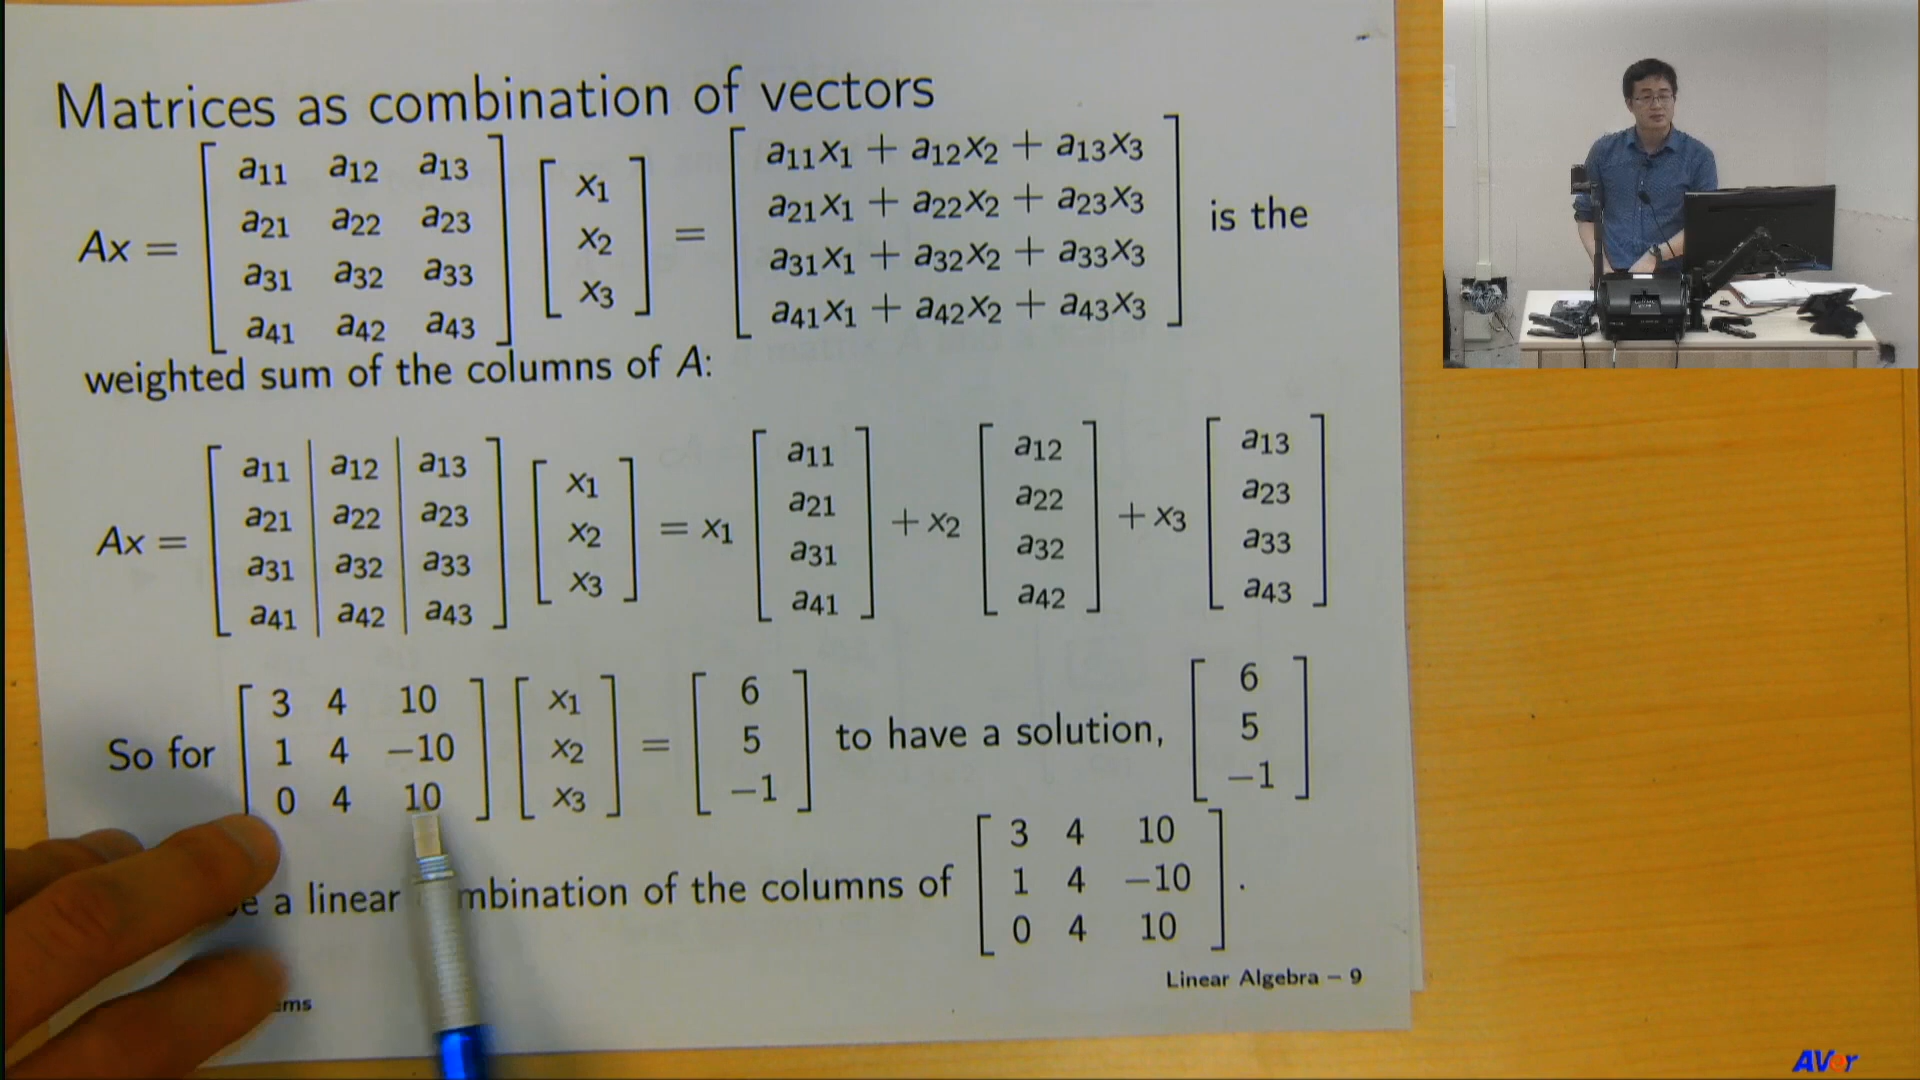 Matrices as combination of vectors
Ax = [ a11 a12 a13 ] [ x1 ] = [ a11x1 + a12x2 + a13x3 ] is the
a21 a22 a23 x2 a21x1 + a22x2 + a23x3
a31 a32 a33 x3 a31x1 + a32x2 + a33x3
a41 a42 a43 a41x1 + a42x2 + a43x3
weighted sum of the columns of A:
Ax = [ a11 | a12 | a13 ] [ x1 ] = x1 [ a11 ] + x2 [ a12 ] + x3 [ a13 ]
a21 | a22 | a23 x2 a21 a22 a23
a31 | a32 | a33 x3 a31 a32 a33
a41 | a42 | a43 a41 a42 a43
So for [ 3 4 10 ] [ x1 ] = [ 6 ] to have a solution, [ 6 ]
1 4 −10 x2 5 5
0 4 10 x3 −1 −1
a linear combination of the columns of [ 3 4 10 ] .
1 4 −10
0 4 10
Linear Algebra – 9
AVer